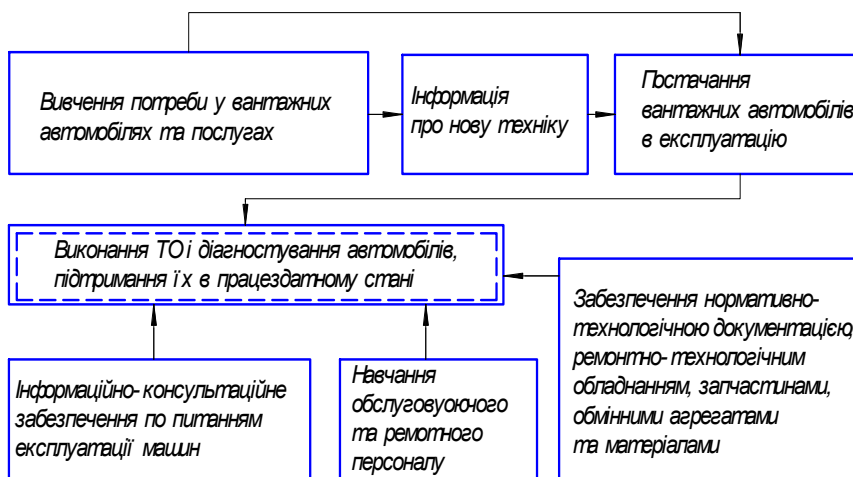 Вивчення потреби у вантажних
автомобілях та послугах
Інформація
про нову техніку
Постачання
вантажних автомобілів
в експлуатацію
Виконання ТО і діагностування автомобілів,
підтримання їх в працездатному стані
Забезпечення нормативно-
технологічною документацією,
ремонтно-технологічним
обладнанням, запчастинами,
обмінними агрегатами
та матеріалами
Інформаційно-консультаційне
забезпечення по питанням
експлуатації машин
Навчання
обслуговуючого
та ремотного
персоналу